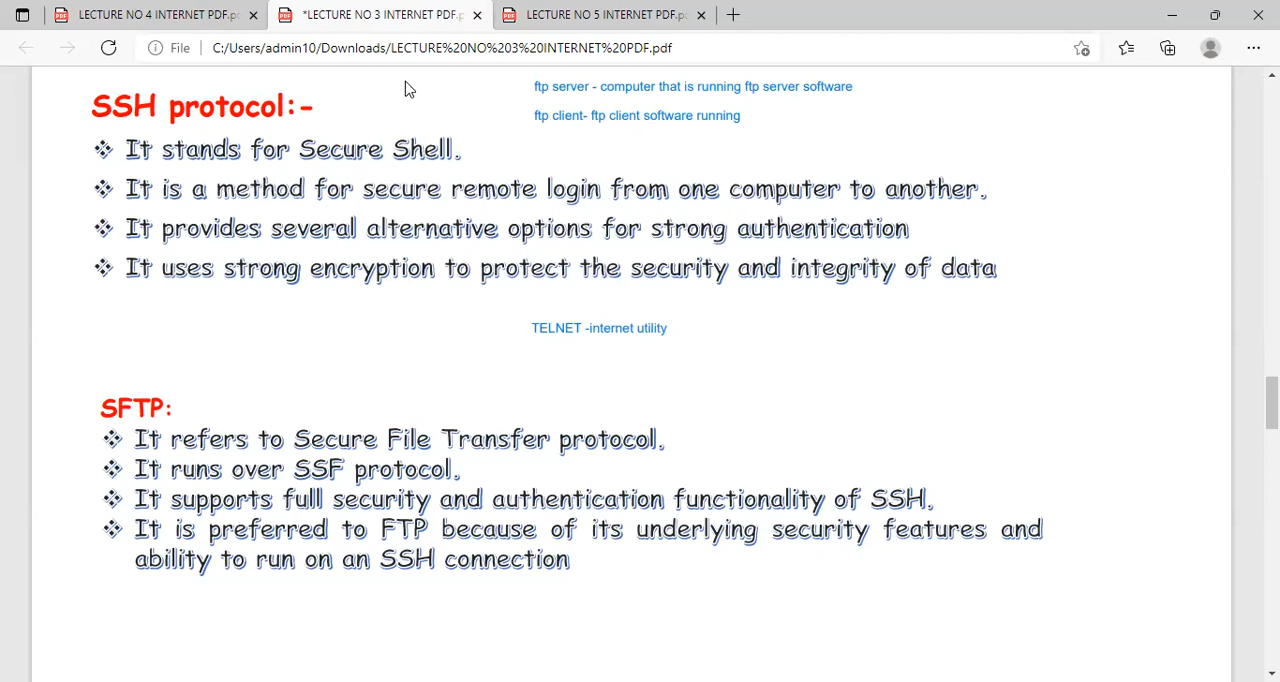 LECTURE NO 4 INTERNET PDF.p
*LECTURE NO 3 INTERNET PDF.p
LECTURE NO 5 INTERNET PDF.p
File
C:/Users/admin10/Downloads/LECTURE%20NO%203%20INTERNET%20PDF.pdf
ftp server - computer that is running ftp server software
SSH protocol:-
ftp client- ftp client software running
It stands for Secure Shell.
It is a method for secure remote login from one computer to another.
It provides several alternative options for strong authentication
It uses strong encryption to protect the security and integrity of data
TELNET -internet utility
SFTP:
It refers to Secure File Transfer protocol.
It runs over SSF protocol.
It supports full security and authentication functionality of SSH.
It is preferred to FTP because of its underlying security features and
ability to run on an SSH connection